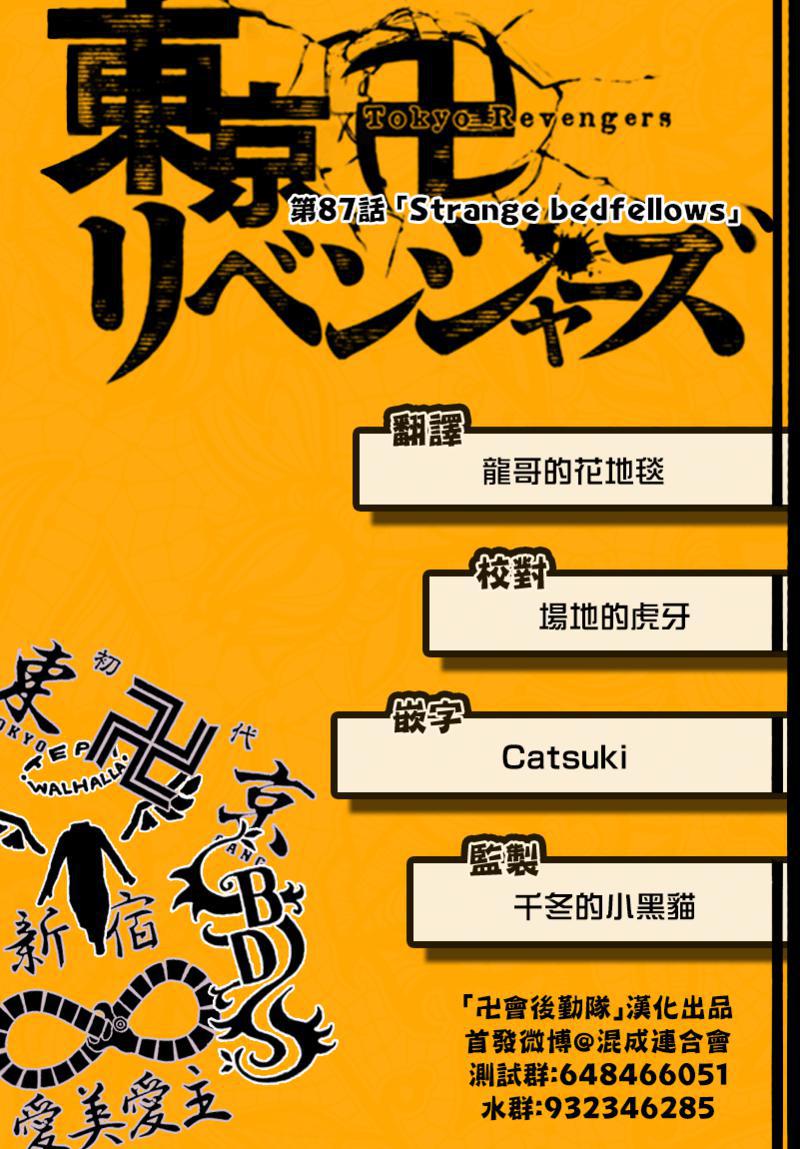 東京卍
Tokyo Revengers
第87話「Strange bedfellows」
リベンジャーズ
翻譯
龍哥的花地毯
校對
場地的虎牙
嵌字
Catsuki
監製
千冬的小黑貓
「卍會後勤隊」漢化出品
首發微博@混成連合會
測試群:648466051
水群:932346285
初代
東卍京
TOKYO
WALHALLA
新宿
BD
愛美愛主